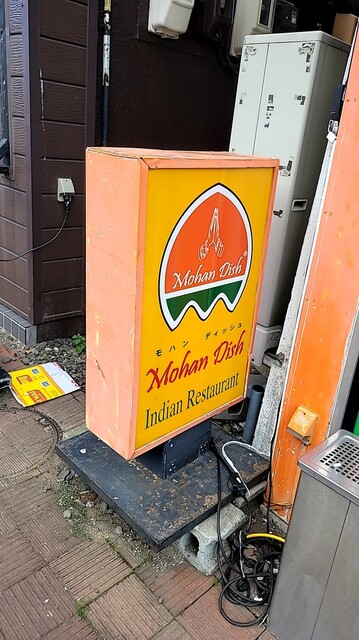 Mohan Dish
モハン ディッシュ
Mohan Dish
Indian Restaurant